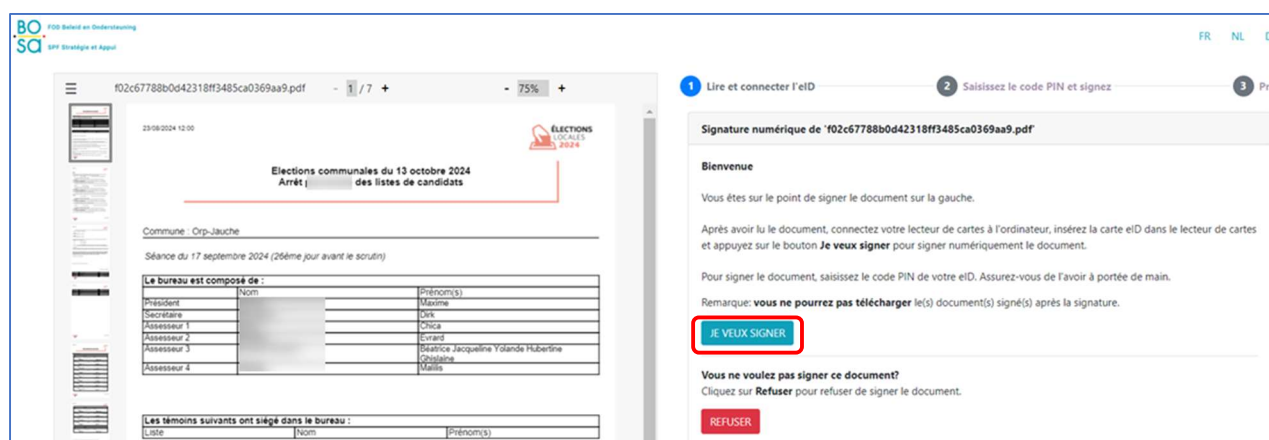 BOSa
FOD Beleid en Ondersteuning
SPF Stratégie et Appui
FR NL
f02c67788b0d42318ff3485ca0369aa9.pdf - 1 / 7 + - 75% +
23/08/2024 12:00
ÉLECTIONS
LOCALES
2024
Elections communales du 13 octobre 2024
Arrêt des listes de candidats
Commune : Orp-Jauche
Séance du 17 septembre 2024 (26ème jour avant le scrutin)
Le bureau est composé de :
Nom Prénom(s)
Président Maxime
Secrétaire Dirk
Assesseur 1 Chica
Assesseur 2 Evrard
Assesseur 3 Béatrice Jacqueline Yolande Hubertine
Ghislaine
Assesseur 4 Malilis
Les témoins suivants ont siégé dans le bureau :
Liste Nom Prénom(s)
1 Lire et connecter l'eID 2 Saisissez le code PIN et signez 3
Signature numérique de 'f02c67788b0d42318ff3485ca0369aa9.pdf'
Bienvenue
Vous êtes sur le point de signer le document sur la gauche.
Après avoir lu le document, connectez votre lecteur de cartes à l'ordinateur, insérez la carte eID dans le lecteur de cartes
et appuyez sur le bouton Je veux signer pour signer numériquement le document.
Pour signer le document, saisissez le code PIN de votre eID. Assurez-vous de l'avoir à portée de main.
Remarque: vous ne pourrez pas télécharger le(s) document(s) signé(s) après la signature.
JE VEUX SIGNER
Vous ne voulez pas signer ce document?
Cliquez sur Refuser pour refuser de signer le document.
REFUSER